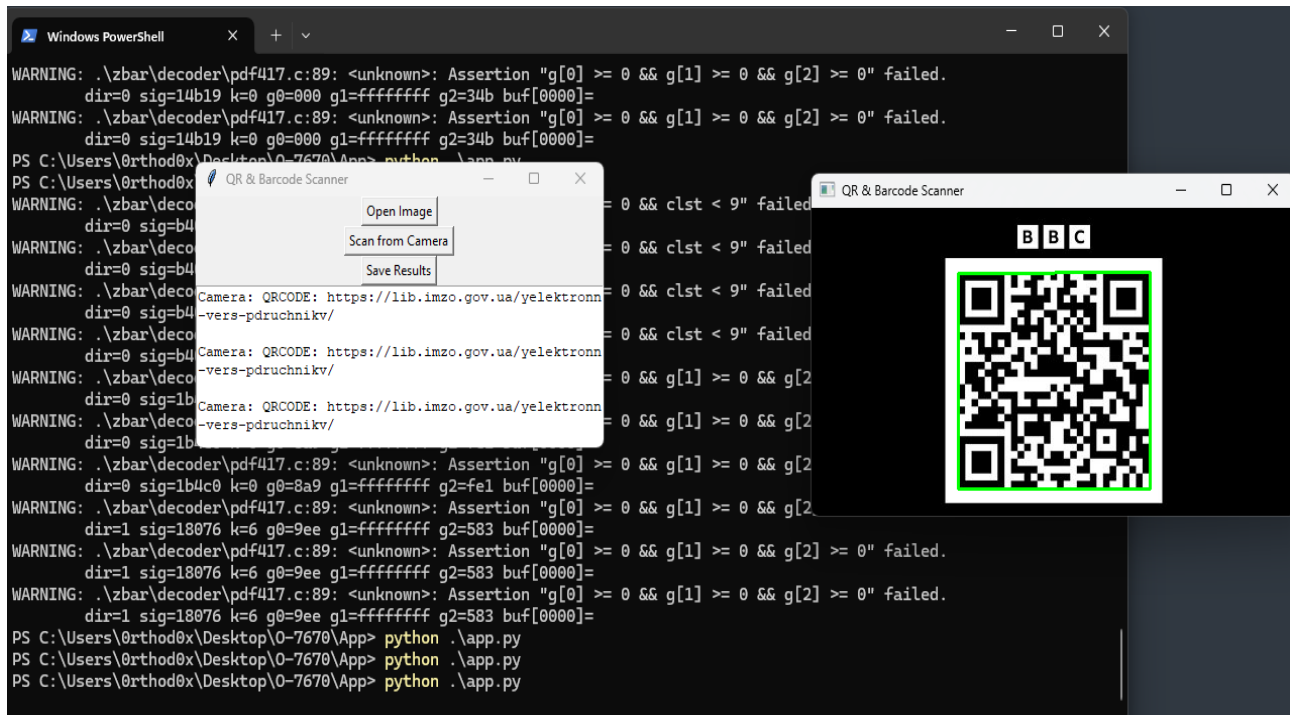 Windows PowerShell
WARNING: .\zbar\decoder\pdf417.c:89: <unknown>: Assertion "g[0] >= 0 && g[1] >= 0 && g[2] >= 0" failed.
dir=0 sig=14b19 k=0 g0=000 g1=ffffffff g2=34b buf[0000]=
WARNING: .\zbar\decoder\pdf417.c:89: <unknown>: Assertion "g[0] >= 0 && g[1] >= 0 && g[2] >= 0" failed.
dir=0 sig=14b19 k=0 g0=000 g1=ffffffff g2=34b buf[0000]=
PS C:\Users\0rthod0x\Desktop\O-7670\App> python .\app.py
PS C:\Users\0rthod0x
WARNING: .\zbar\deco = 0 && clst < 9" failed
dir=0 sig=b4
WARNING: .\zbar\deco = 0 && clst < 9" failed
dir=0 sig=b4
WARNING: .\zbar\deco = 0 && clst < 9" failed
dir=0 sig=b4
WARNING: .\zbar\deco = 0 && clst < 9" failed
dir=0 sig=b4
WARNING: .\zbar\deco = 0 && g[1] >= 0 && g[2
dir=0 sig=1b
WARNING: .\zbar\deco = 0 && g[1] >= 0 && g[2
dir=0 sig=1b
WARNING: .\zbar\decoder\pdf417.c:89: <unknown>: Assertion "g[0] >= 0 && g[1] >= 0 && g[2
dir=0 sig=1b4c0 k=0 g0=8a9 g1=ffffffff g2=fe1 buf[0000]=
WARNING: .\zbar\decoder\pdf417.c:89: <unknown>: Assertion "g[0] >= 0 && g[1] >= 0 && g[2]
dir=1 sig=18076 k=6 g0=9ee g1=ffffffff g2=583 buf[0000]=
WARNING: .\zbar\decoder\pdf417.c:89: <unknown>: Assertion "g[0] >= 0 && g[1] >= 0 && g[2] >= 0" failed.
dir=1 sig=18076 k=6 g0=9ee g1=ffffffff g2=583 buf[0000]=
WARNING: .\zbar\decoder\pdf417.c:89: <unknown>: Assertion "g[0] >= 0 && g[1] >= 0 && g[2] >= 0" failed.
dir=1 sig=18076 k=6 g0=9ee g1=ffffffff g2=583 buf[0000]=
PS C:\Users\0rthod0x\Desktop\O-7670\App> python .\app.py
PS C:\Users\0rthod0x\Desktop\O-7670\App> python .\app.py
PS C:\Users\0rthod0x\Desktop\O-7670\App> python .\app.py
QR & Barcode Scanner
Open Image
Scan from Camera
Save Results
Camera: QRCODE: https://lib.imzo.gov.ua/yelektronn
-vers-pdruchnikv/
Camera: QRCODE: https://lib.imzo.gov.ua/yelektronn
-vers-pdruchnikv/
Camera: QRCODE: https://lib.imzo.gov.ua/yelektronn
-vers-pdruchnikv/
QR & Barcode Scanner
B B C